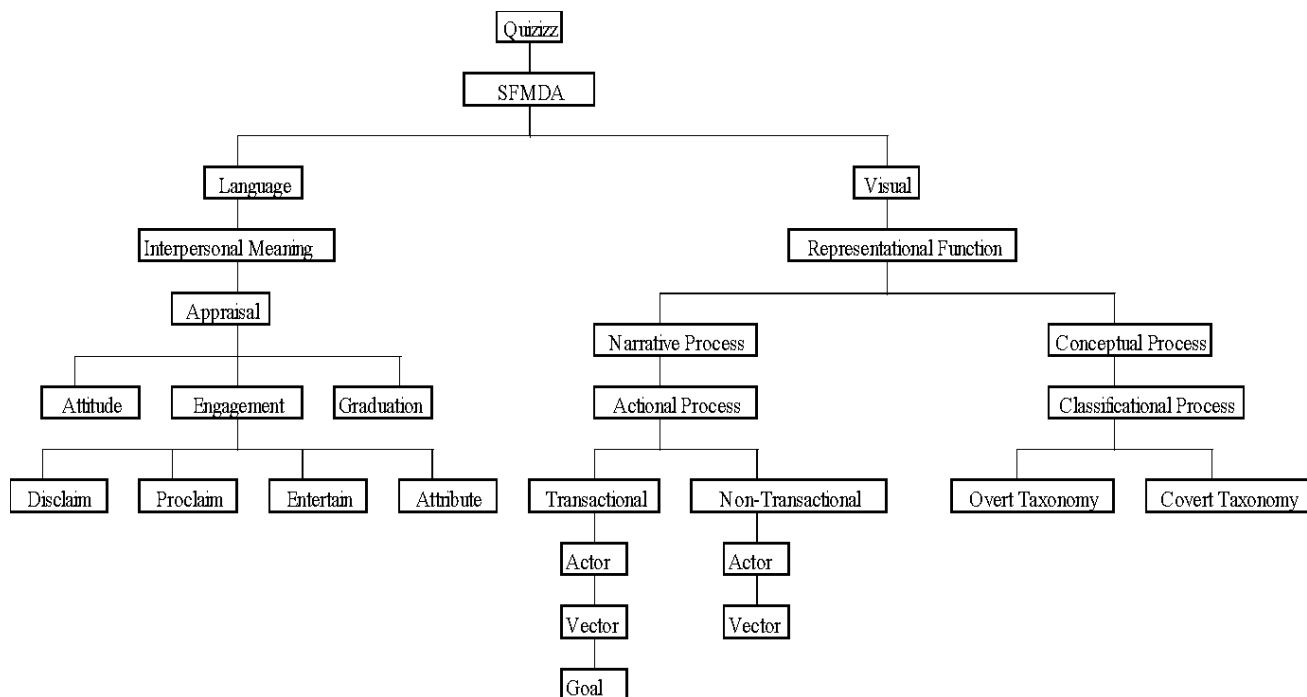 Quizizz
SFMDA
Language
Visual
Interpersonal Meaning
Representational Function
Appraisal
Narrative Process
Conceptual Process
Attitude
Engagement
Graduation
Actional Process
Classificational Process
Disclaim
Proclaim
Entertain
Attribute
Transactional
Non-Transactional
Overt Taxonomy
Covert Taxonomy
Actor
Actor
Vector
Vector
Goal